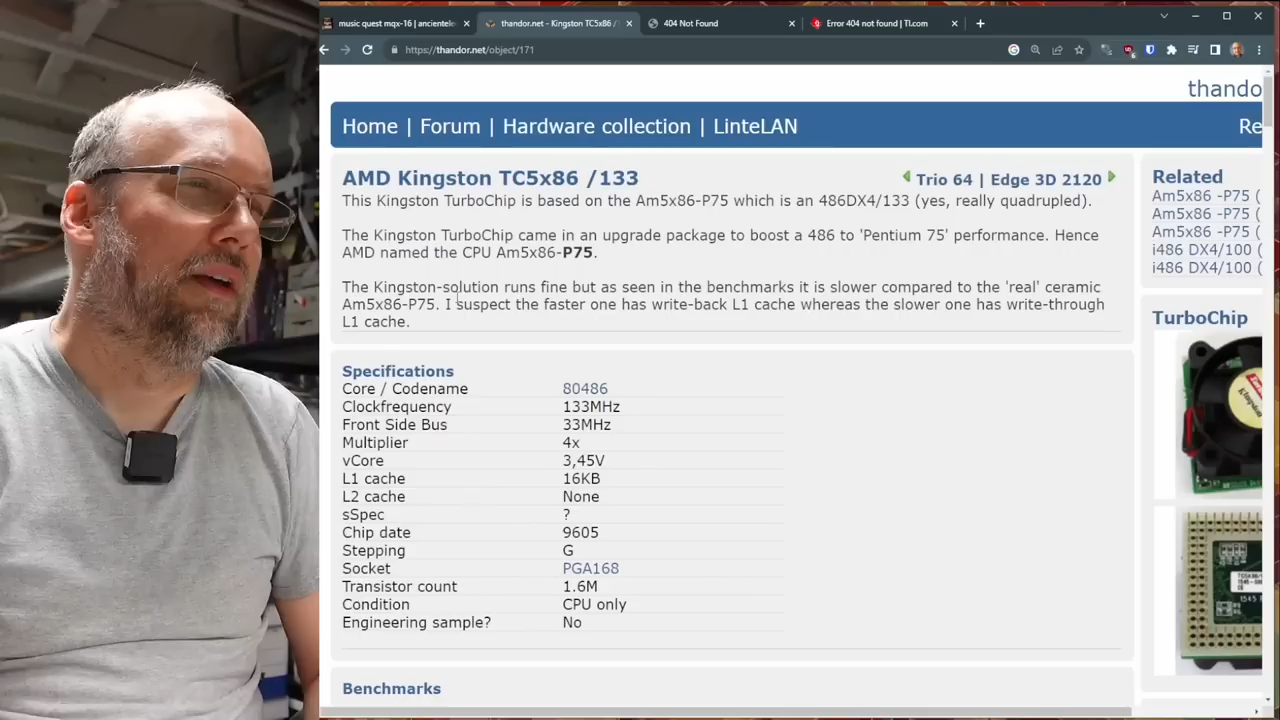 music quest mqx-16 | ancientele
thandor.net - Kingston TC5x86 /
404 Not Found
Error 404 not found | TI.com
https://thandor.net/object/171
thando
Home | Forum | Hardware collection | LinteLAN
Re
AMD Kingston TC5x86 /133
Trio 64 | Edge 3D 2120
This Kingston TurboChip is based on the Am5x86-P75 which is an 486DX4/133 (yes, really quadrupled).
The Kingston TurboChip came in an upgrade package to boost a 486 to 'Pentium 75' performance. Hence
AMD named the CPU Am5x86-P75.
The Kingston-solution runs fine but as seen in the benchmarks it is slower compared to the 'real' ceramic
Am5x86-P75. I suspect the faster one has write-back L1 cache whereas the slower one has write-through
L1 cache.
Related
Am5x86 -P75 (
Am5x86 -P75 (
Am5x86 -P75 (
i486 DX4/100 (
i486 DX4/100 (
TurboChip
Specifications
Core / Codename 80486
Clockfrequency 133MHz
Front Side Bus 33MHz
Multiplier 4x
vCore 3,45V
L1 cache 16KB
L2 cache None
sSpec ?
Chip date 9605
Stepping G
Socket PGA168
Transistor count 1.6M
Condition CPU only
Engineering sample? No
Benchmarks